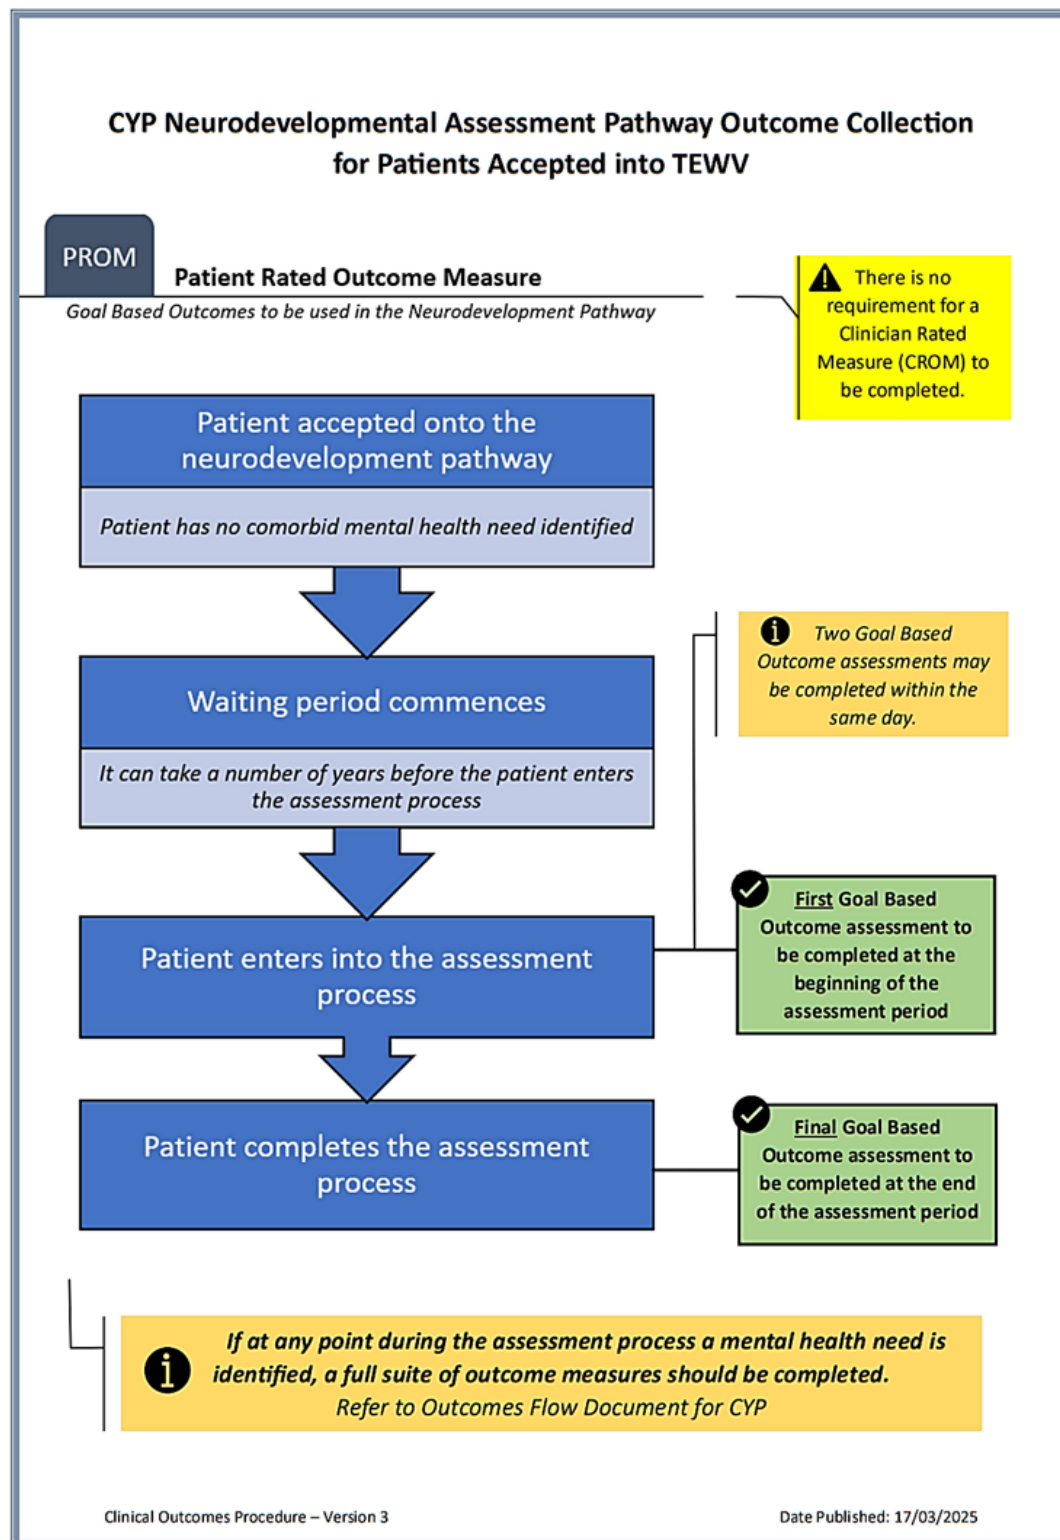 CYP Neurodevelopmental Assessment Pathway Outcome Collection
for Patients Accepted into TEWV
PROM
Patient Rated Outcome Measure
Goal Based Outcomes to be used in the Neurodevelopment Pathway
There is no
requirement for a
Clinician Rated
Measure (CROM) to
be completed.
Patient accepted onto the
neurodevelopment pathway
Patient has no comorbid mental health need identified
Two Goal Based
Outcome assessments may
be completed within the
same day.
Waiting period commences
It can take a number of years before the patient enters
the assessment process
First Goal Based
Outcome assessment to
be completed at the
beginning of the
assessment period
Patient enters into the assessment
process
Patient completes the assessment
process
Final Goal Based
Outcome assessment to
be completed at the end
of the assessment period
If at any point during the assessment process a mental health need is
identified, a full suite of outcome measures should be completed.
Refer to Outcomes Flow Document for CYP
Clinical Outcomes Procedure – Version 3
Date Published: 17/03/2025